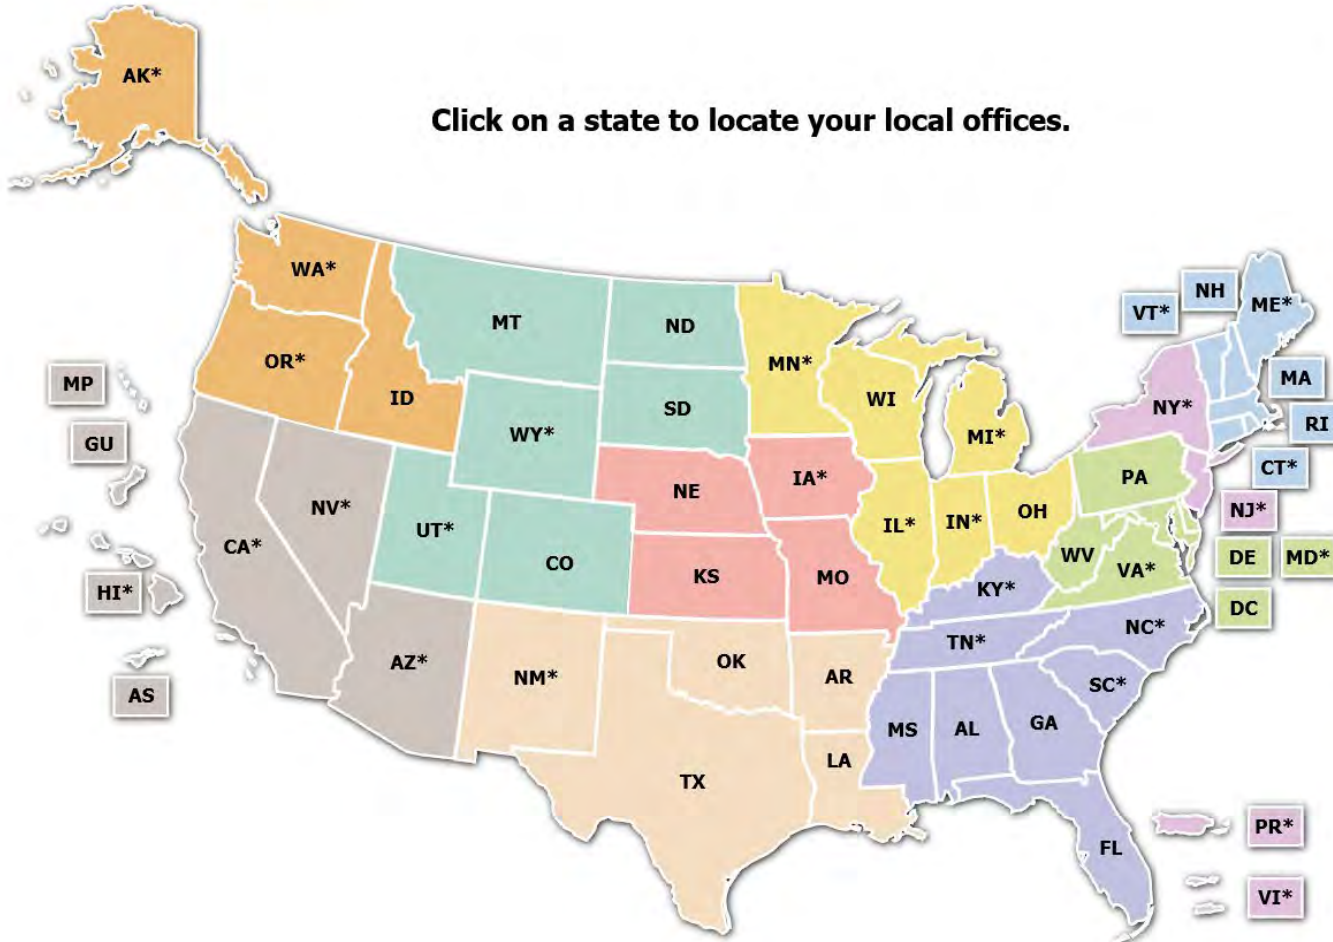 AK*
Click on a state to locate your local offices.
WA*
MT
ND
NH
VT*
ME*
OR*
ID
MN*
WI
MP
MA
SD
NY*
WY*
MI*
RI
GU
CT*
PA
IA*
NE
NV*
UT*
IL*
IN*
OH
NJ*
CA*
CO
KS
MO
WV
VA*
DE
MD*
HI*
KY*
DC
TN*
NC*
AZ*
NM*
OK
AR
SC*
AS
MS
AL
GA
LA
TX
PR*
FL
VI*